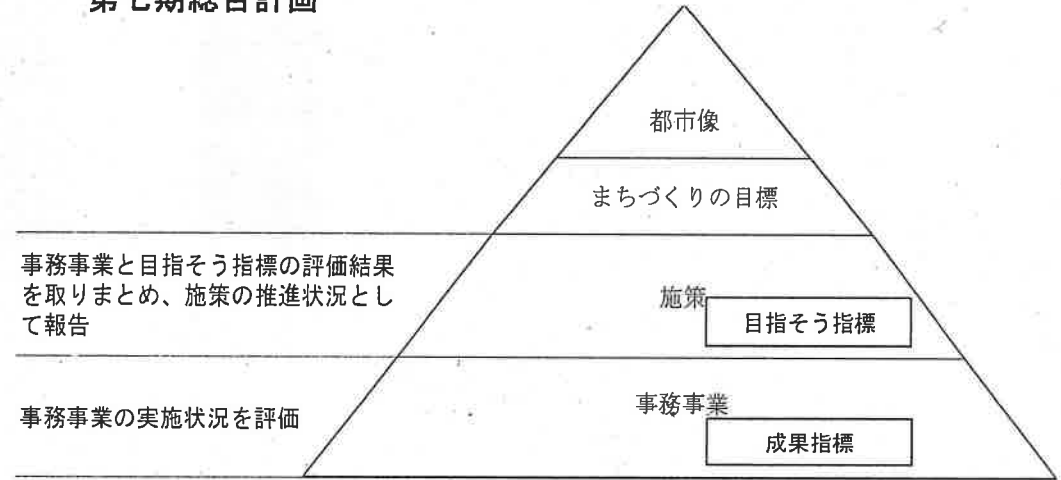 第七期総合計画
都市像
まちづくりの目標
事務事業と目指そう指標の評価結果
を取りまとめ、施策の推進状況とし
て報告
施策
目指そう指標
事務事業の実施状況を評価
事務事業
成果指標